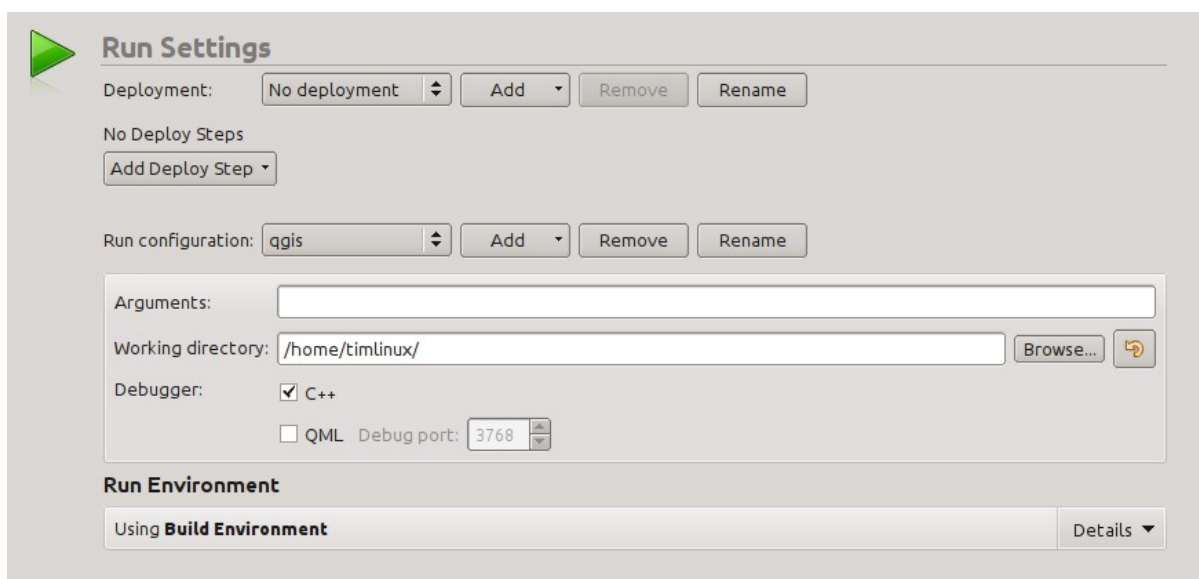 Run Settings
Deployment: No deployment Add Remove Rename
No Deploy Steps
Add Deploy Step
Run configuration: qgis Add Remove Rename
Arguments:
Working directory: /home/timlinux/ Browse...
Debugger: C++
QML Debug port: 3768
Run Environment
Using Build Environment Details